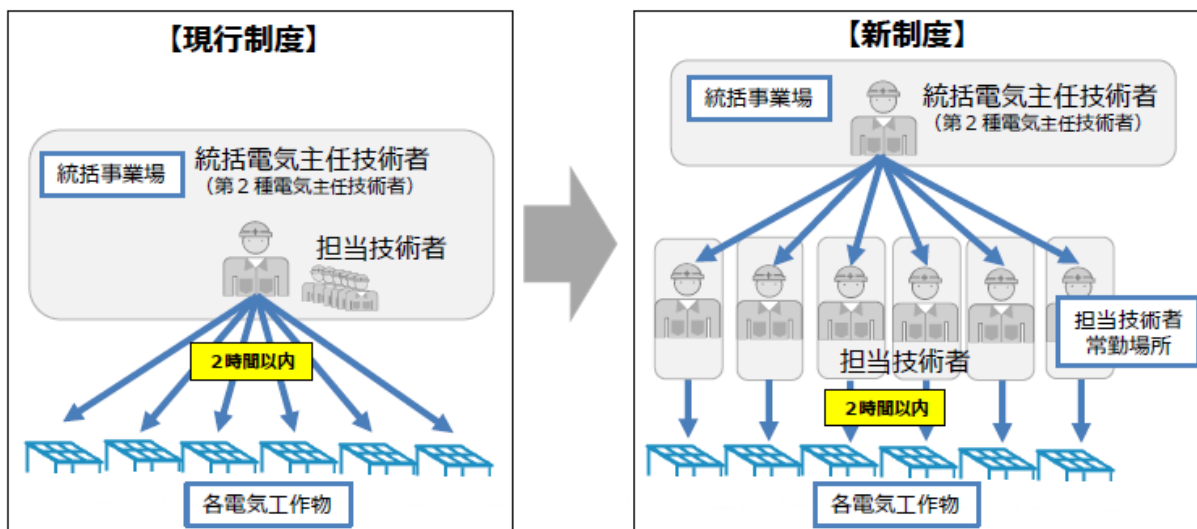 【現行制度】
統括事業場
統括電気主任技術者
（第２種電気主任技術者）
担当技術者
２時間以内
各電気工作物
【新制度】
統括事業場
統括電気主任技術者
（第２種電気主任技術者）
担当技術者
常勤場所
担当技術者
２時間以内
各電気工作物